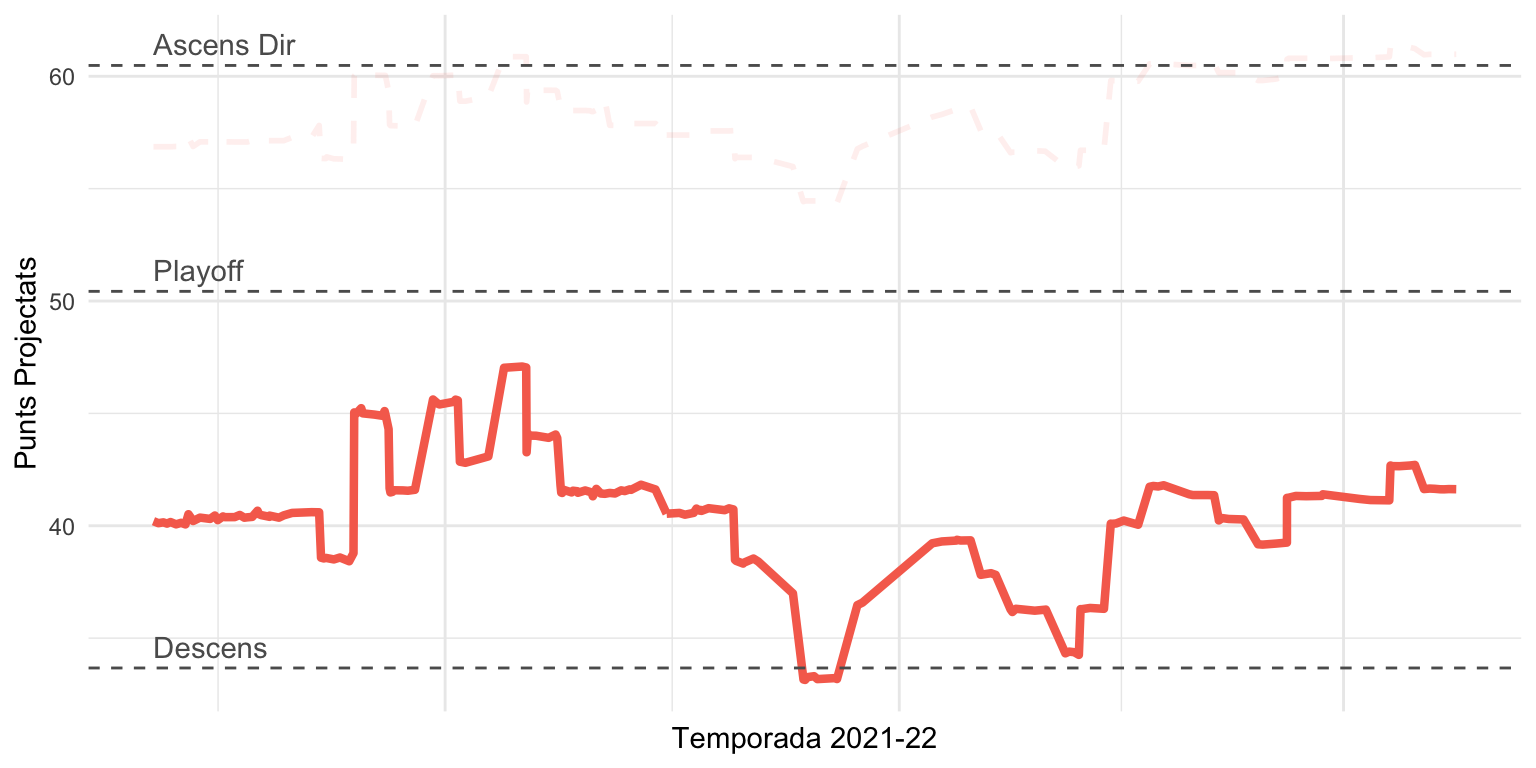 Ascens Dir
60
Playoff
50
Punts Projectats
40
Descens
Temporada 2021-22